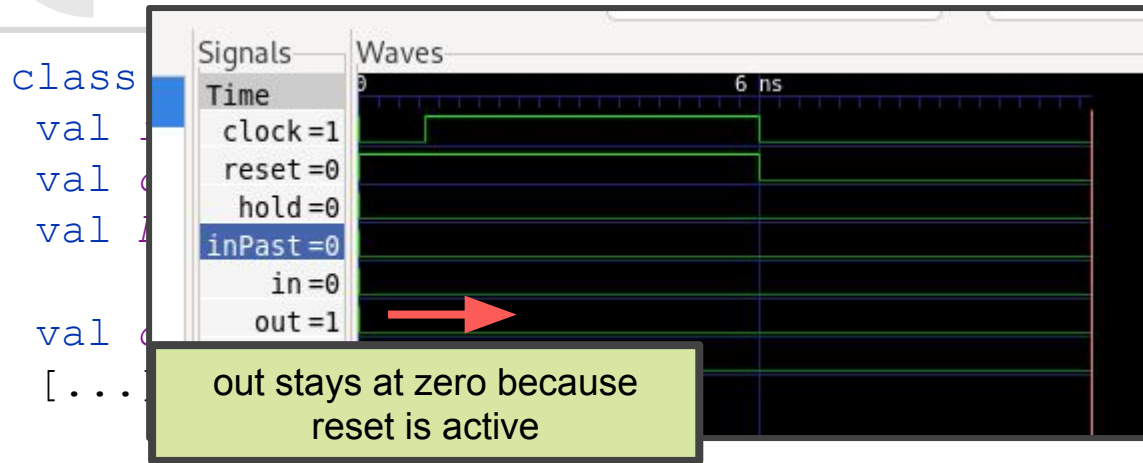 class
val
val
val
val
[...]
Signals
Waves
Time
0
6 ns
clock=1
reset=0
hold=0
inPast=0
in=0
out=1
out stays at zero because
reset is active